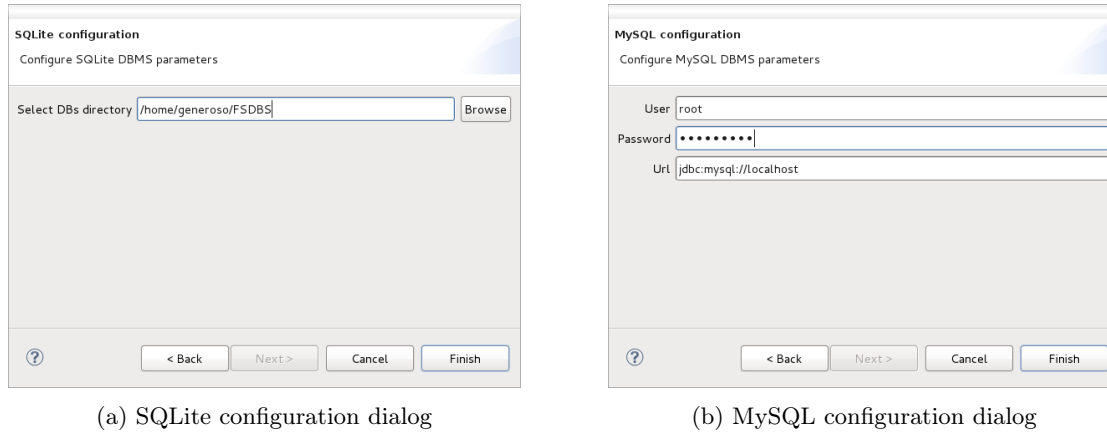 SQLite configuration
Configure SQLite DBMS parameters
Select DBs directory /home/generoso/FSDBS Browse
< Back Next > Cancel Finish
(a) SQLite configuration dialog
MySQL configuration
Configure MySQL DBMS parameters
User root
Password •••••••••
Url jdbc:mysql://localhost
< Back Next > Cancel Finish
(b) MySQL configuration dialog